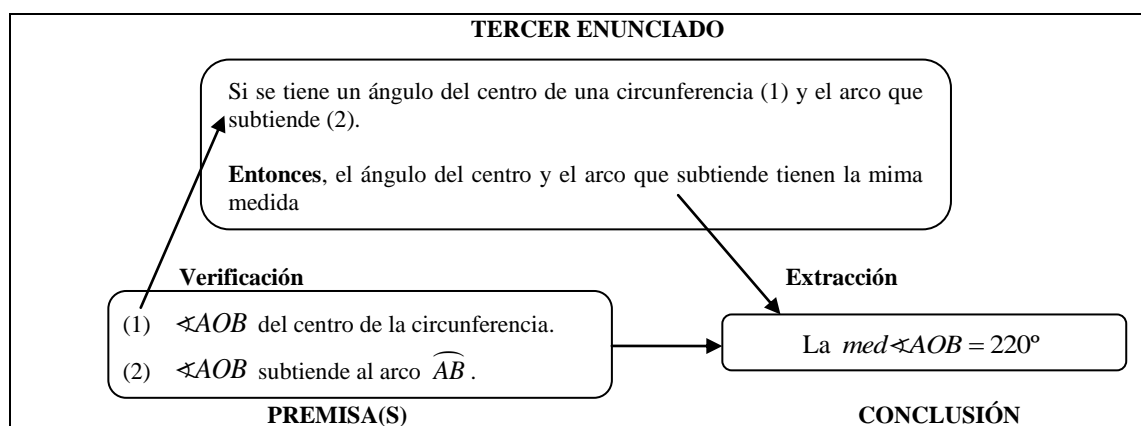 TERCER ENUNCIADO
Si se tiene un ángulo del centro de una circunferencia (1) y el arco que
subtiende (2).
Entonces, el ángulo del centro y el arco que subtiende tienen la mima
medida
Verificación
Extracción
(1) ∢AOB del centro de la circunferencia.
(2) ∢AOB subtiende al arco \widehat{AB}.
La med∢AOB = 220º
PREMISA(S)
CONCLUSIÓN